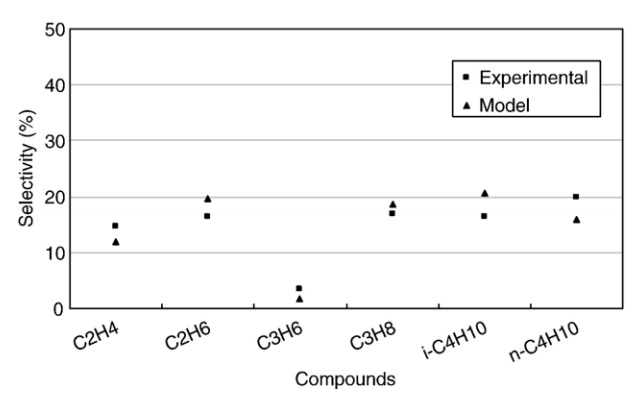 50
40
30
20
10
0
Selectivity (%)
Experimental
Model
C2H4
C2H6
C3H6
C3H8
i-C4H10
n-C4H10
Compounds